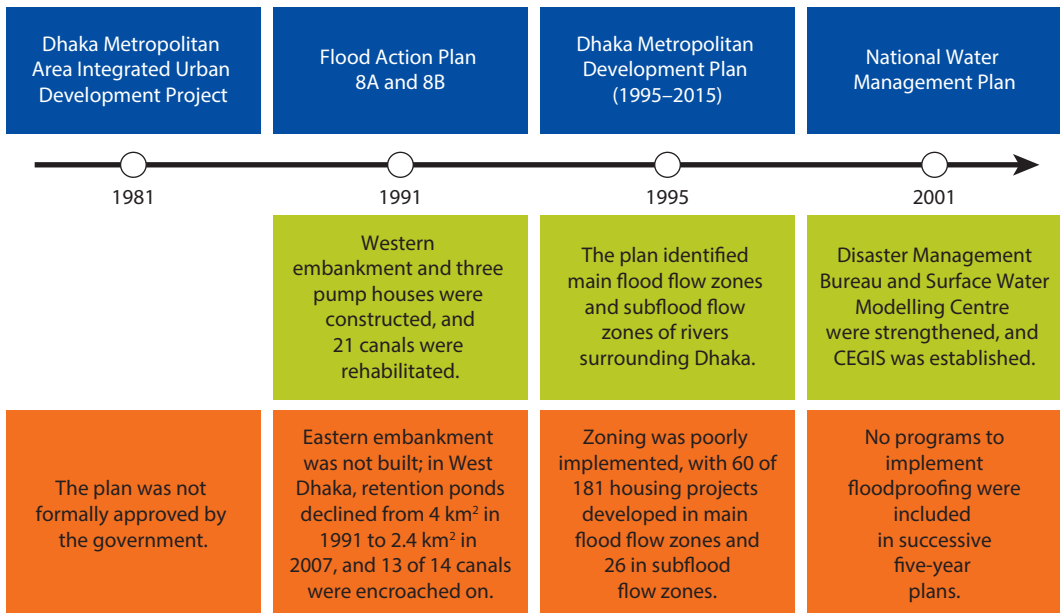 Dhaka Metropolitan
Area Integrated Urban
Development Project
Flood Action Plan
8A and 8B
Dhaka Metropolitan
Development Plan
(1995–2015)
National Water
Management Plan
1981
1991
1995
2001
Western
embankment and three
pump houses were
constructed, and
21 canals were
rehabilitated.
The plan identified
main flood flow zones
and subflood flow
zones of rivers
surrounding Dhaka.
Disaster Management
Bureau and Surface Water
Modelling Centre
were strengthened, and
CEGIS was established.
The plan was not
formally approved by
the government.
Eastern embankment
was not built; in West
Dhaka, retention ponds
declined from 4 km² in
1991 to 2.4 km² in
2007, and 13 of 14 canals
were encroached on.
Zoning was poorly
implemented, with 60 of
181 housing projects
developed in main
flood flow zones and
26 in subflood
flow zones.
No programs to
implement
floodproofing were
included
in successive
five-year
plans.